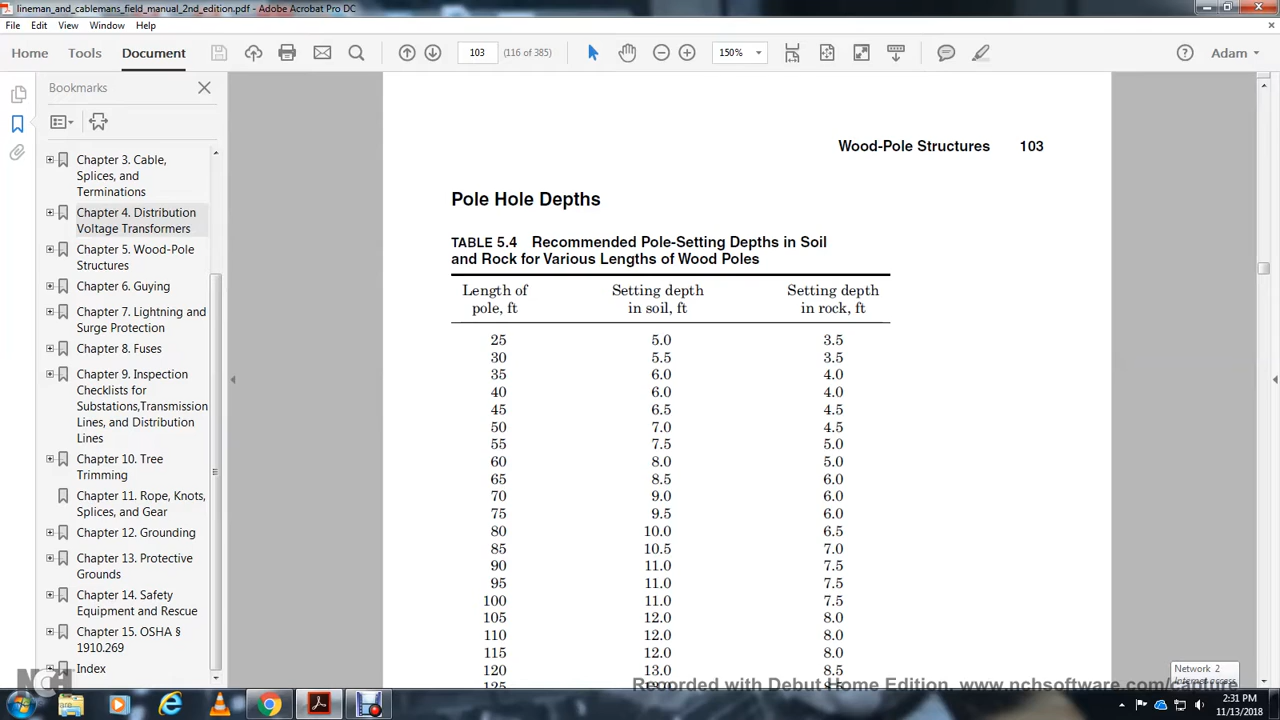 lineman_and_cablemans_field_manual_2nd_edition.pdf - Adobe Acrobat Pro DC
File Edit View Window Help
Home Tools Document 103 (116 of 385) 150% Adam
Bookmarks
Chapter 3. Cable,
Splices, and
Terminations
Chapter 4. Distribution
Voltage Transformers
Chapter 5. Wood-Pole
Structures
Chapter 6. Guying
Chapter 7. Lightning and
Surge Protection
Chapter 8. Fuses
Chapter 9. Inspection
Checklists for
Substations,Transmission
Lines, and Distribution
Lines
Chapter 10. Tree
Trimming
Chapter 11. Rope, Knots,
Splices, and Gear
Chapter 12. Grounding
Chapter 13. Protective
Grounds
Chapter 14. Safety
Equipment and Rescue
Chapter 15. OSHA §
1910.269
Index
Wood-Pole Structures 103
Pole Hole Depths
TABLE 5.4 Recommended Pole-Setting Depths in Soil
and Rock for Various Lengths of Wood Poles
Length of Setting depth Setting depth
pole, ft in soil, ft in rock, ft
25 5.0 3.5
30 5.5 3.5
35 6.0 4.0
40 6.0 4.0
45 6.5 4.5
50 7.0 4.5
55 7.5 5.0
60 8.0 5.0
65 8.5 6.0
70 9.0 6.0
75 9.5 6.0
80 10.0 6.5
85 10.5 7.0
90 11.0 7.5
95 11.0 7.5
100 11.0 7.5
105 12.0 8.0
110 12.0 8.0
115 12.0 8.0
120 13.0 8.5
125
Network 2
Internet access
NCH
Recorded with Debut Home Edition. www.nchsoftware.com/capture
2:31 PM
11/13/2018